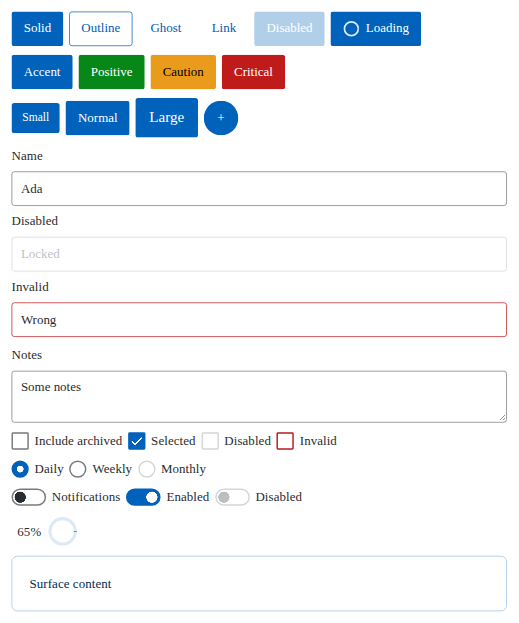 Solid Outline Ghost Link Disabled Loading
Accent Positive Caution Critical
Small Normal Large +
Name
Ada
Disabled
Locked
Invalid
Wrong
Notes
Some notes
Include archived Selected Disabled Invalid
Daily Weekly Monthly
Notifications Enabled Disabled
65%
Surface content